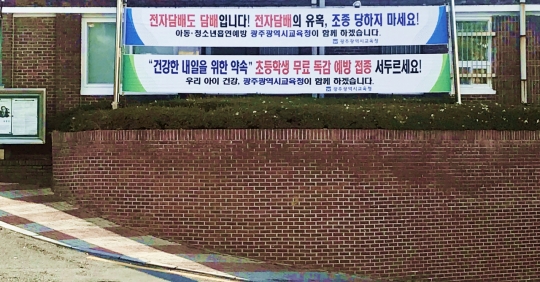 전자담배도 담배입니다! 전자담배의 유혹, 조종 당하지 마세요!
아동·청소년흡연예방 광주광역시교육청이 함께 하겠습니다.
광주광역시교육청
"건강한 내일을 위한 약속" 초등학생 무료 독감 예방 접종 서두르세요!
우리 아이 건강, 광주광역시교육청이 함께 하겠습니다.
광주광역시교육청